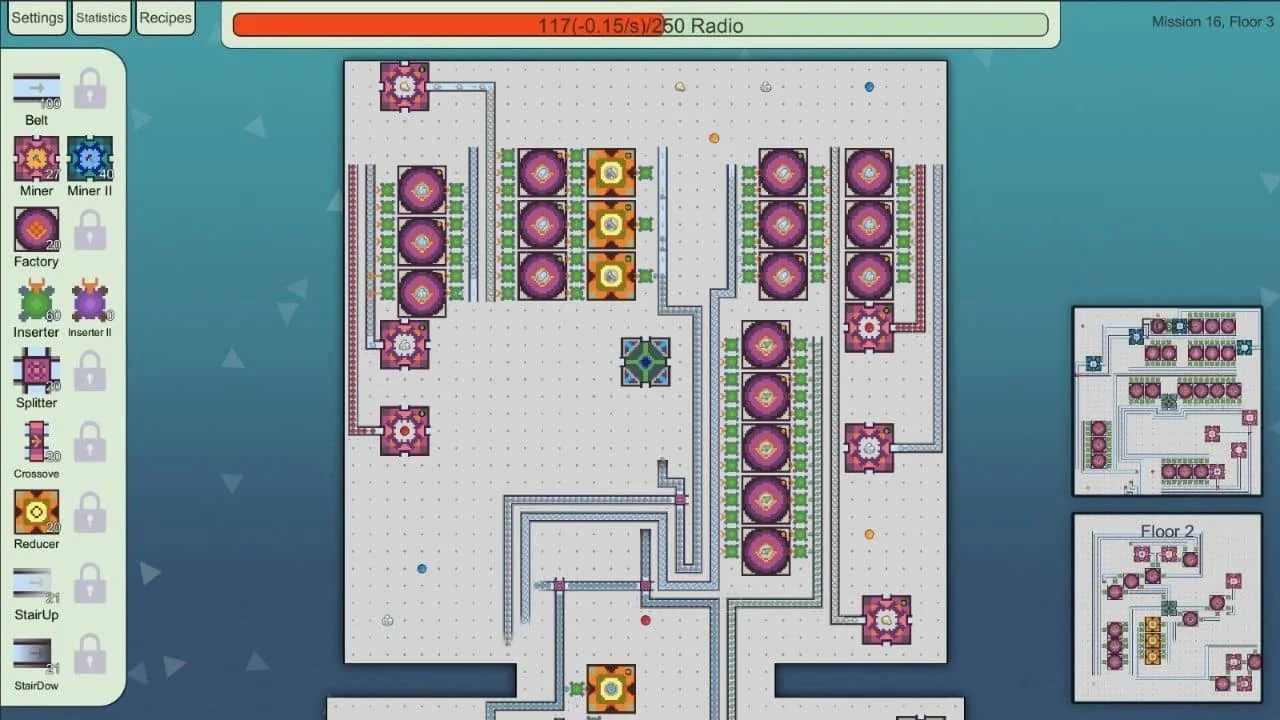 Settings
Statistics
Recipes
117(-0.15/s)/250 Radio
Mission 16, Floor 3
100
Belt
27
40
Miner
Miner II
20
Factory
60
0
Inserter
Inserter II
20
Splitter
20
Crossove
20
Reducer
21
StairUp
21
StairDow
Floor 2